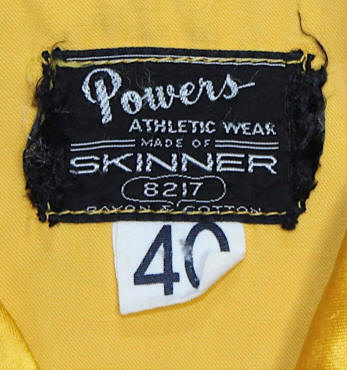 Powers
ATHLETIC WEAR
MADE OF
SKINNER
8217
RAYON & COTTON
40